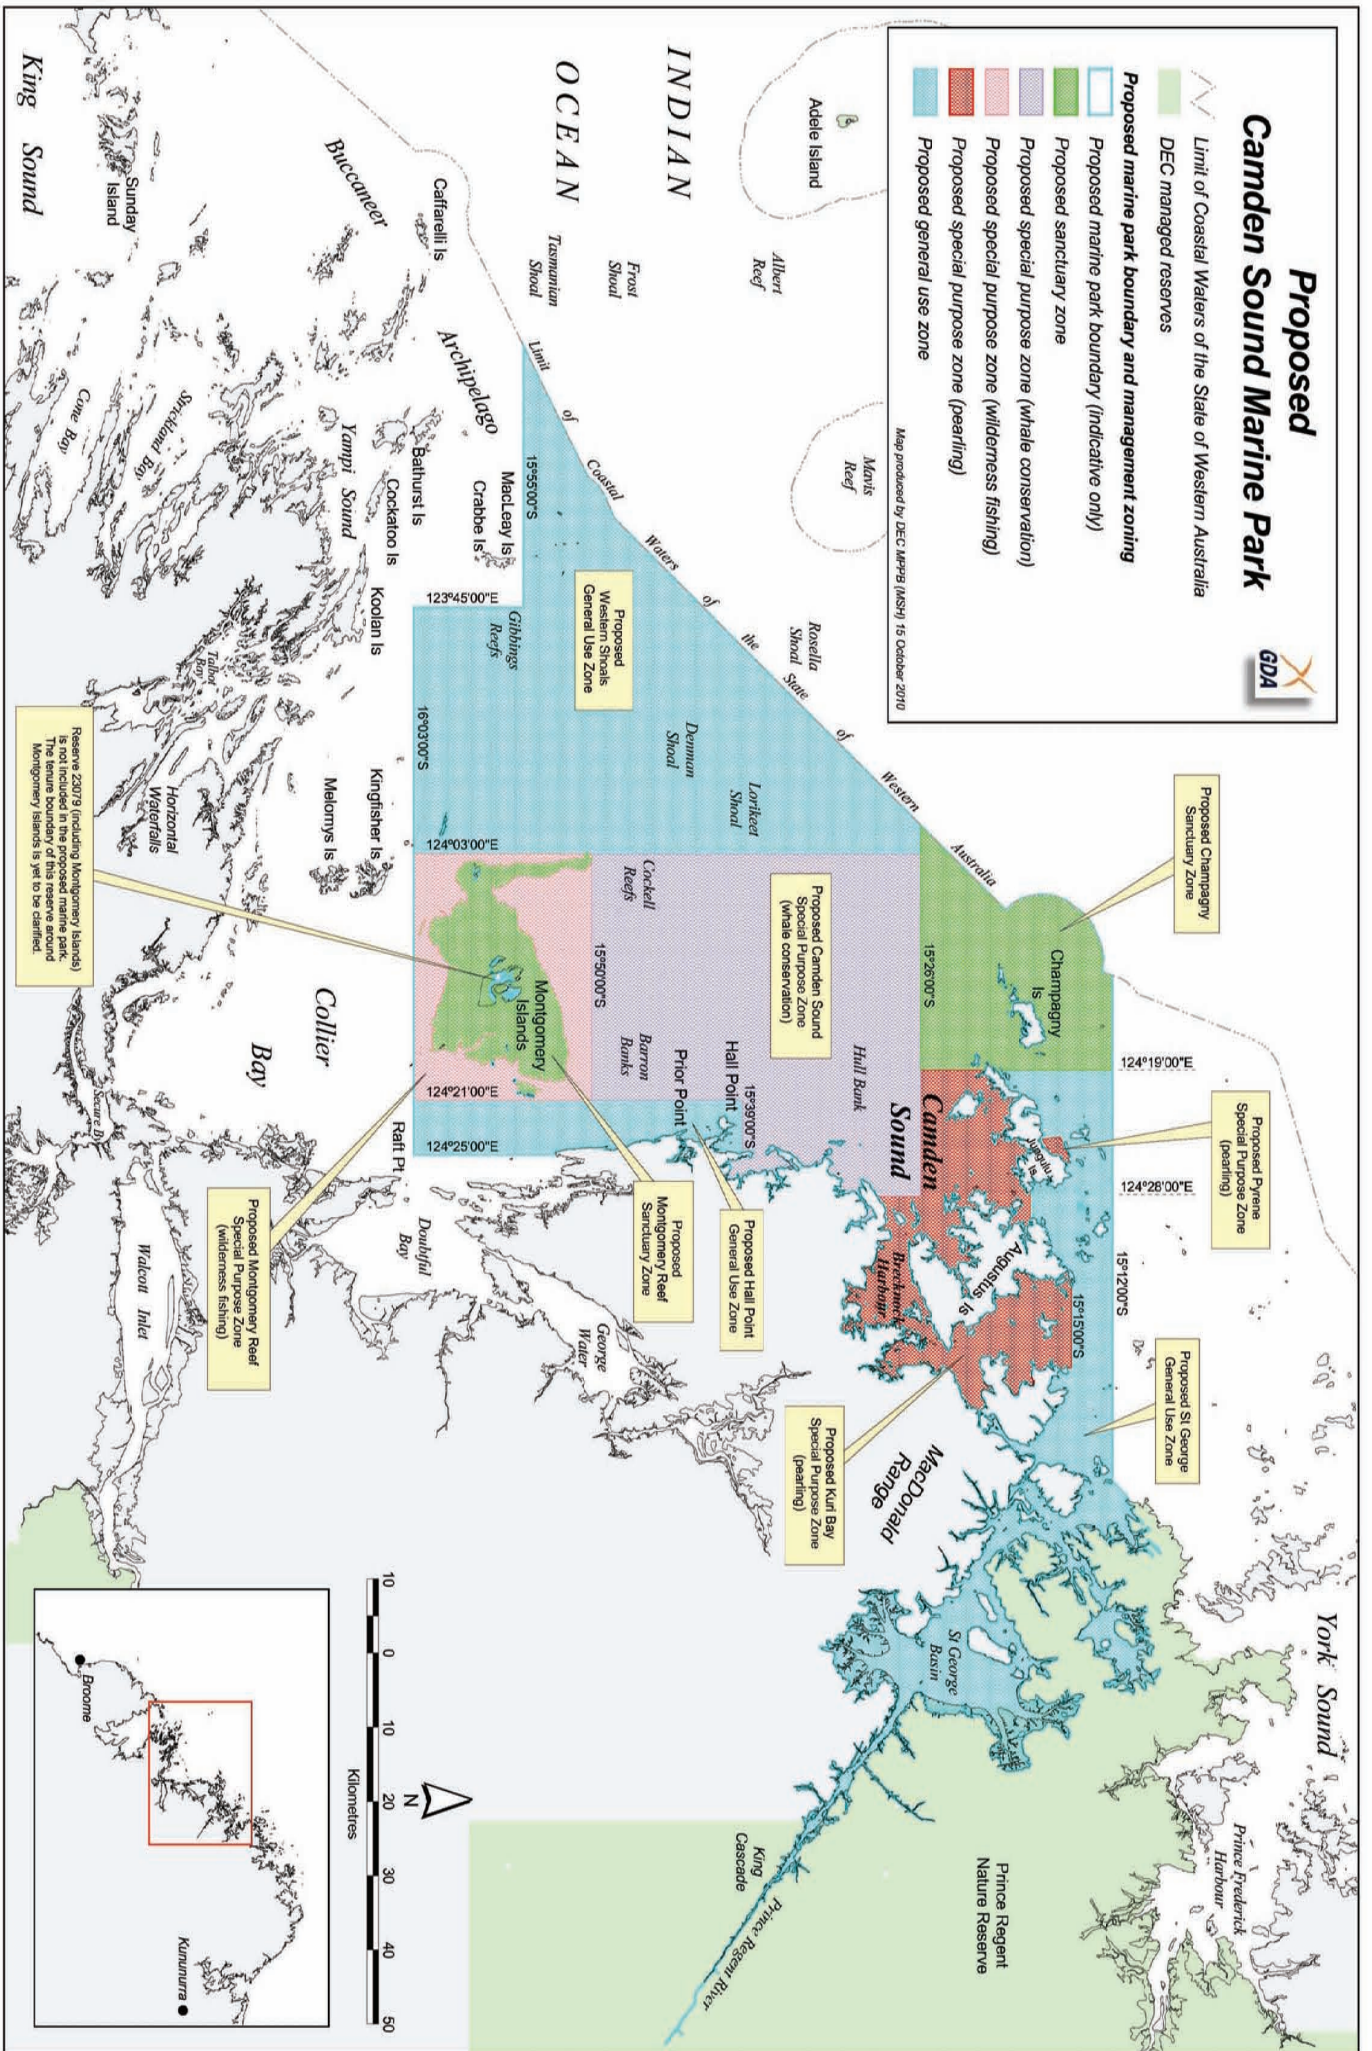 Proposed
Camden Sound Marine Park
GDA
Limit of Coastal Waters of the State of Western Australia
DEC managed reserves
Proposed marine park boundary and management zoning
Proposed marine park boundary (indicative only)
Proposed sanctuary zone
Proposed special purpose zone (whale conservation)
Proposed special purpose zone (wilderness fishing)
Proposed special purpose zone (pearling)
Proposed general use zone
Map produced by DEC MPPB (MSH) 15 October 2010
York Sound
Prince Frederick
Harbour
Prince Regent
Nature Reserve
Proposed Champagny
Sanctuary Zone
Proposed Pyrene
Special Purpose Zone
(pearling)
Proposed St George
General Use Zone
124°19'00"E
124°26'00"E
15°12'00"S
15°15'00"S
Champagny
Is
Jungulu
Is
Augustus Is
Camden
Sound
Brecknock
Harbour
15°26'00"S
St George
Basin
MacDonald
Range
Proposed Kuri Bay
Special Purpose Zone
(pearling)
King
Cascade
Prince Regent River
INDIAN
OCEAN
Adele Island
Albert
Reef
Mavis
Reef
Frost
Shoal
Tasmanian
Shoal
Rosella
Shoal
Limit of Coastal Waters of the State of Western Australia
Denman
Shoal
Lorikeet
Shoal
Hull Bank
Proposed Camden Sound
Special Purpose Zone
(whale conservation)
Hall Point
15°39'00"S
Prior Point
Proposed Hall Point
General Use Zone
Cockell
Reefs
Barron
Banks
15°50'00"S
Proposed
Western Shoals
General Use Zone
15°55'00"S
123°45'00"E
Gibbings
Reefs
16°03'00"S
124°03'00"E
124°21'00"E
124°25'00"E
Montgomery
Islands
Proposed
Montgomery Reef
Sanctuary Zone
George
Water
Doubtful
Bay
Raft Pt
Proposed Montgomery Reef
Special Purpose Zone
(wilderness fishing)
Caffarelli Is
Buccaneer
Archipelago
MacLeay Is
Crabbe Is
Bathurst Is
Cockatoo Is
Koolan Is
Yampi Sound
Kingfisher Is
Melomys Is
Strickland Bay
Cone Bay
Talbot
Bay
Horizontal
Waterfalls
King Sound
Sunday
Island
Collier
Bay
Secure B
Walcott Inlet
Reserve 23079 (including Montgomery Islands)
is not included in the proposed marine park.
The tenure boundary of this reserve around
Montgomery Islands is yet to be clarified.
N
10 0 10 20 30 40 50
Kilometres
Broome
Kununurra